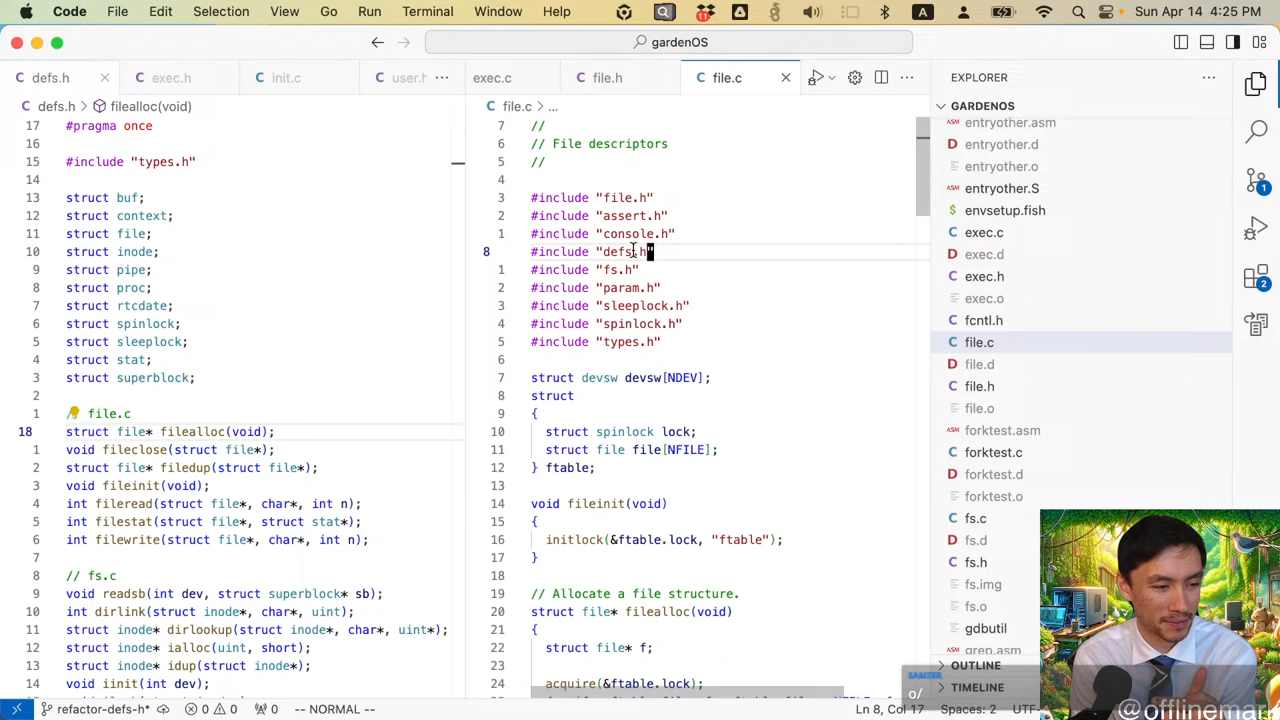 Code File Edit Selection View Go Run Terminal Window Help A Sun Apr 14 4:25 PM
gardenOS
defs.h exec.h init.c user.h exec.c file.h file.c EXPLORER
defs.h > filealloc(void)
file.c > ...
GARDENOS
17 #pragma once
16
15 #include "types.h"
14
13 struct buf;
12 struct context;
11 struct file;
10 struct inode;
9 struct pipe;
8 struct proc;
7 struct rtcdate;
6 struct spinlock;
5 struct sleeplock;
4 struct stat;
3 struct superblock;
2
1 // file.c
18 struct file* filealloc(void);
1 void fileclose(struct file*);
2 struct file* filedup(struct file*);
3 void fileinit(void);
4 int fileread(struct file*, char*, int n);
5 int filestat(struct file*, struct stat*);
6 int filewrite(struct file*, char*, int n);
7
8 // fs.c
9 void readsb(int dev, struct superblock* sb);
10 int dirlink(struct inode*, char*, uint);
11 struct inode* dirlookup(struct inode*, char*, uint*);
12 struct inode* ialloc(uint, short);
13 struct inode* idup(struct inode*);
14 void iinit(int dev);
7 //
6 // File descriptors
5 //
4
3 #include "file.h"
2 #include "assert.h"
1 #include "console.h"
8 #include "defs.h"
1 #include "fs.h"
2 #include "param.h"
3 #include "sleeplock.h"
4 #include "spinlock.h"
5 #include "types.h"
6
7 struct devsw devsw[NDEV];
8 struct
9 {
10 struct spinlock lock;
11 struct file file[NFILE];
12 } ftable;
13
14 void fileinit(void)
15 {
16 initlock(&ftable.lock, "ftable");
17 }
18
19 // Allocate a file structure.
20 struct file* filealloc(void)
21 {
22 struct file* f;
23
24 acquire(&ftable.lock);
ASM entryother.asm
entryother.d
entryother.o
ASM entryother.S
$ envsetup.fish
C exec.c
exec.d
C exec.h
exec.o
C fcntl.h
C file.c
file.d
C file.h
file.o
ASM forktest.asm
C forktest.c
forktest.d
forktest.o
C fs.c
fs.d
C fs.h
fs.img
fs.o
gdbutil
ASM grep.asm
OUTLINE
TIMELINE
1
2
SAMEER
o/
@offlinemark
refactor-defs-h* 0 0 0 -- NORMAL -- Ln 8, Col 17 Spaces: 2